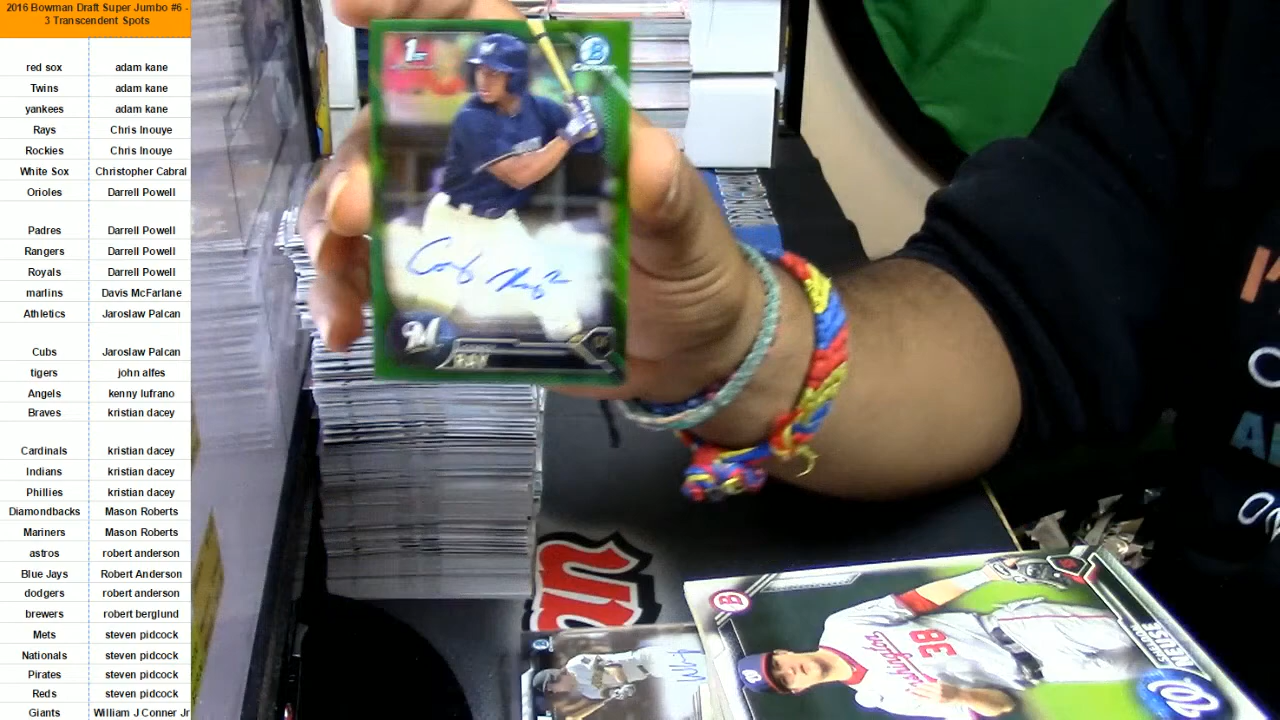 2016 Bowman Draft Super Jumbo #6 -
3 Transcendent Spots
red sox adam kane
Twins adam kane
yankees adam kane
Rays Chris Inouye
Rockies Chris Inouye
White Sox Christopher Cabral
Orioles Darrell Powell
Padres Darrell Powell
Rangers Darrell Powell
Royals Darrell Powell
marlins Davis McFarlane
Athletics Jaroslaw Palcan
Cubs Jaroslaw Palcan
tigers john alfes
Angels kenny lufrano
Braves kristian dacey
Cardinals kristian dacey
Indians kristian dacey
Phillies kristian dacey
Diamondbacks Mason Roberts
Mariners Mason Roberts
astros robert anderson
Blue Jays Robert Anderson
dodgers robert anderson
brewers robert berglund
Mets steven pidcock
Nationals steven pidcock
Pirates steven pidcock
Reds steven pidcock
Giants William J Conner Jr
1st
B
M
RAY
B
Washington
38
NEUSE
W